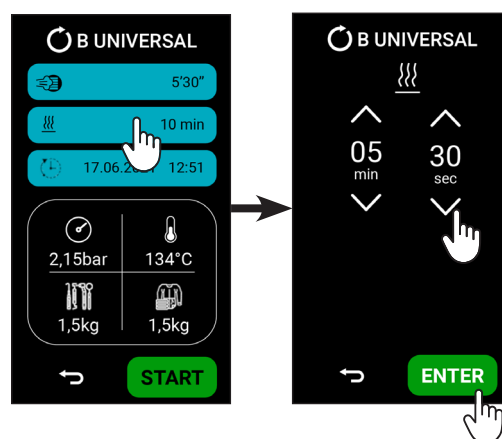 B UNIVERSAL
5’30”
10 min
17.06. 12:51
2,15bar 134°C
1,5kg 1,5kg
START
B UNIVERSAL
05 30
min sec
ENTER